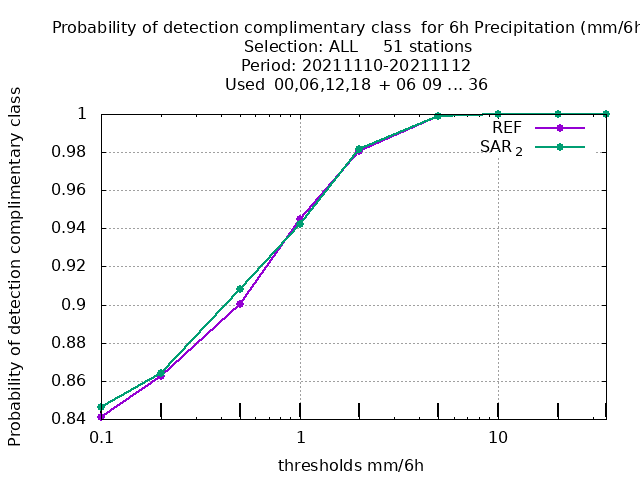 Probability of detection complimentary class  for 6h Precipitation (mm/6h
Selection: ALL     51 stations
Period: 20211110-20211112
Used  00,06,12,18  + 06 09 ... 36
Probability of detection complimentary class
1
0.98
0.96
0.94
0.92
0.9
0.88
0.86
0.84
REF
SAR 2
0.1 1 10
thresholds mm/6h